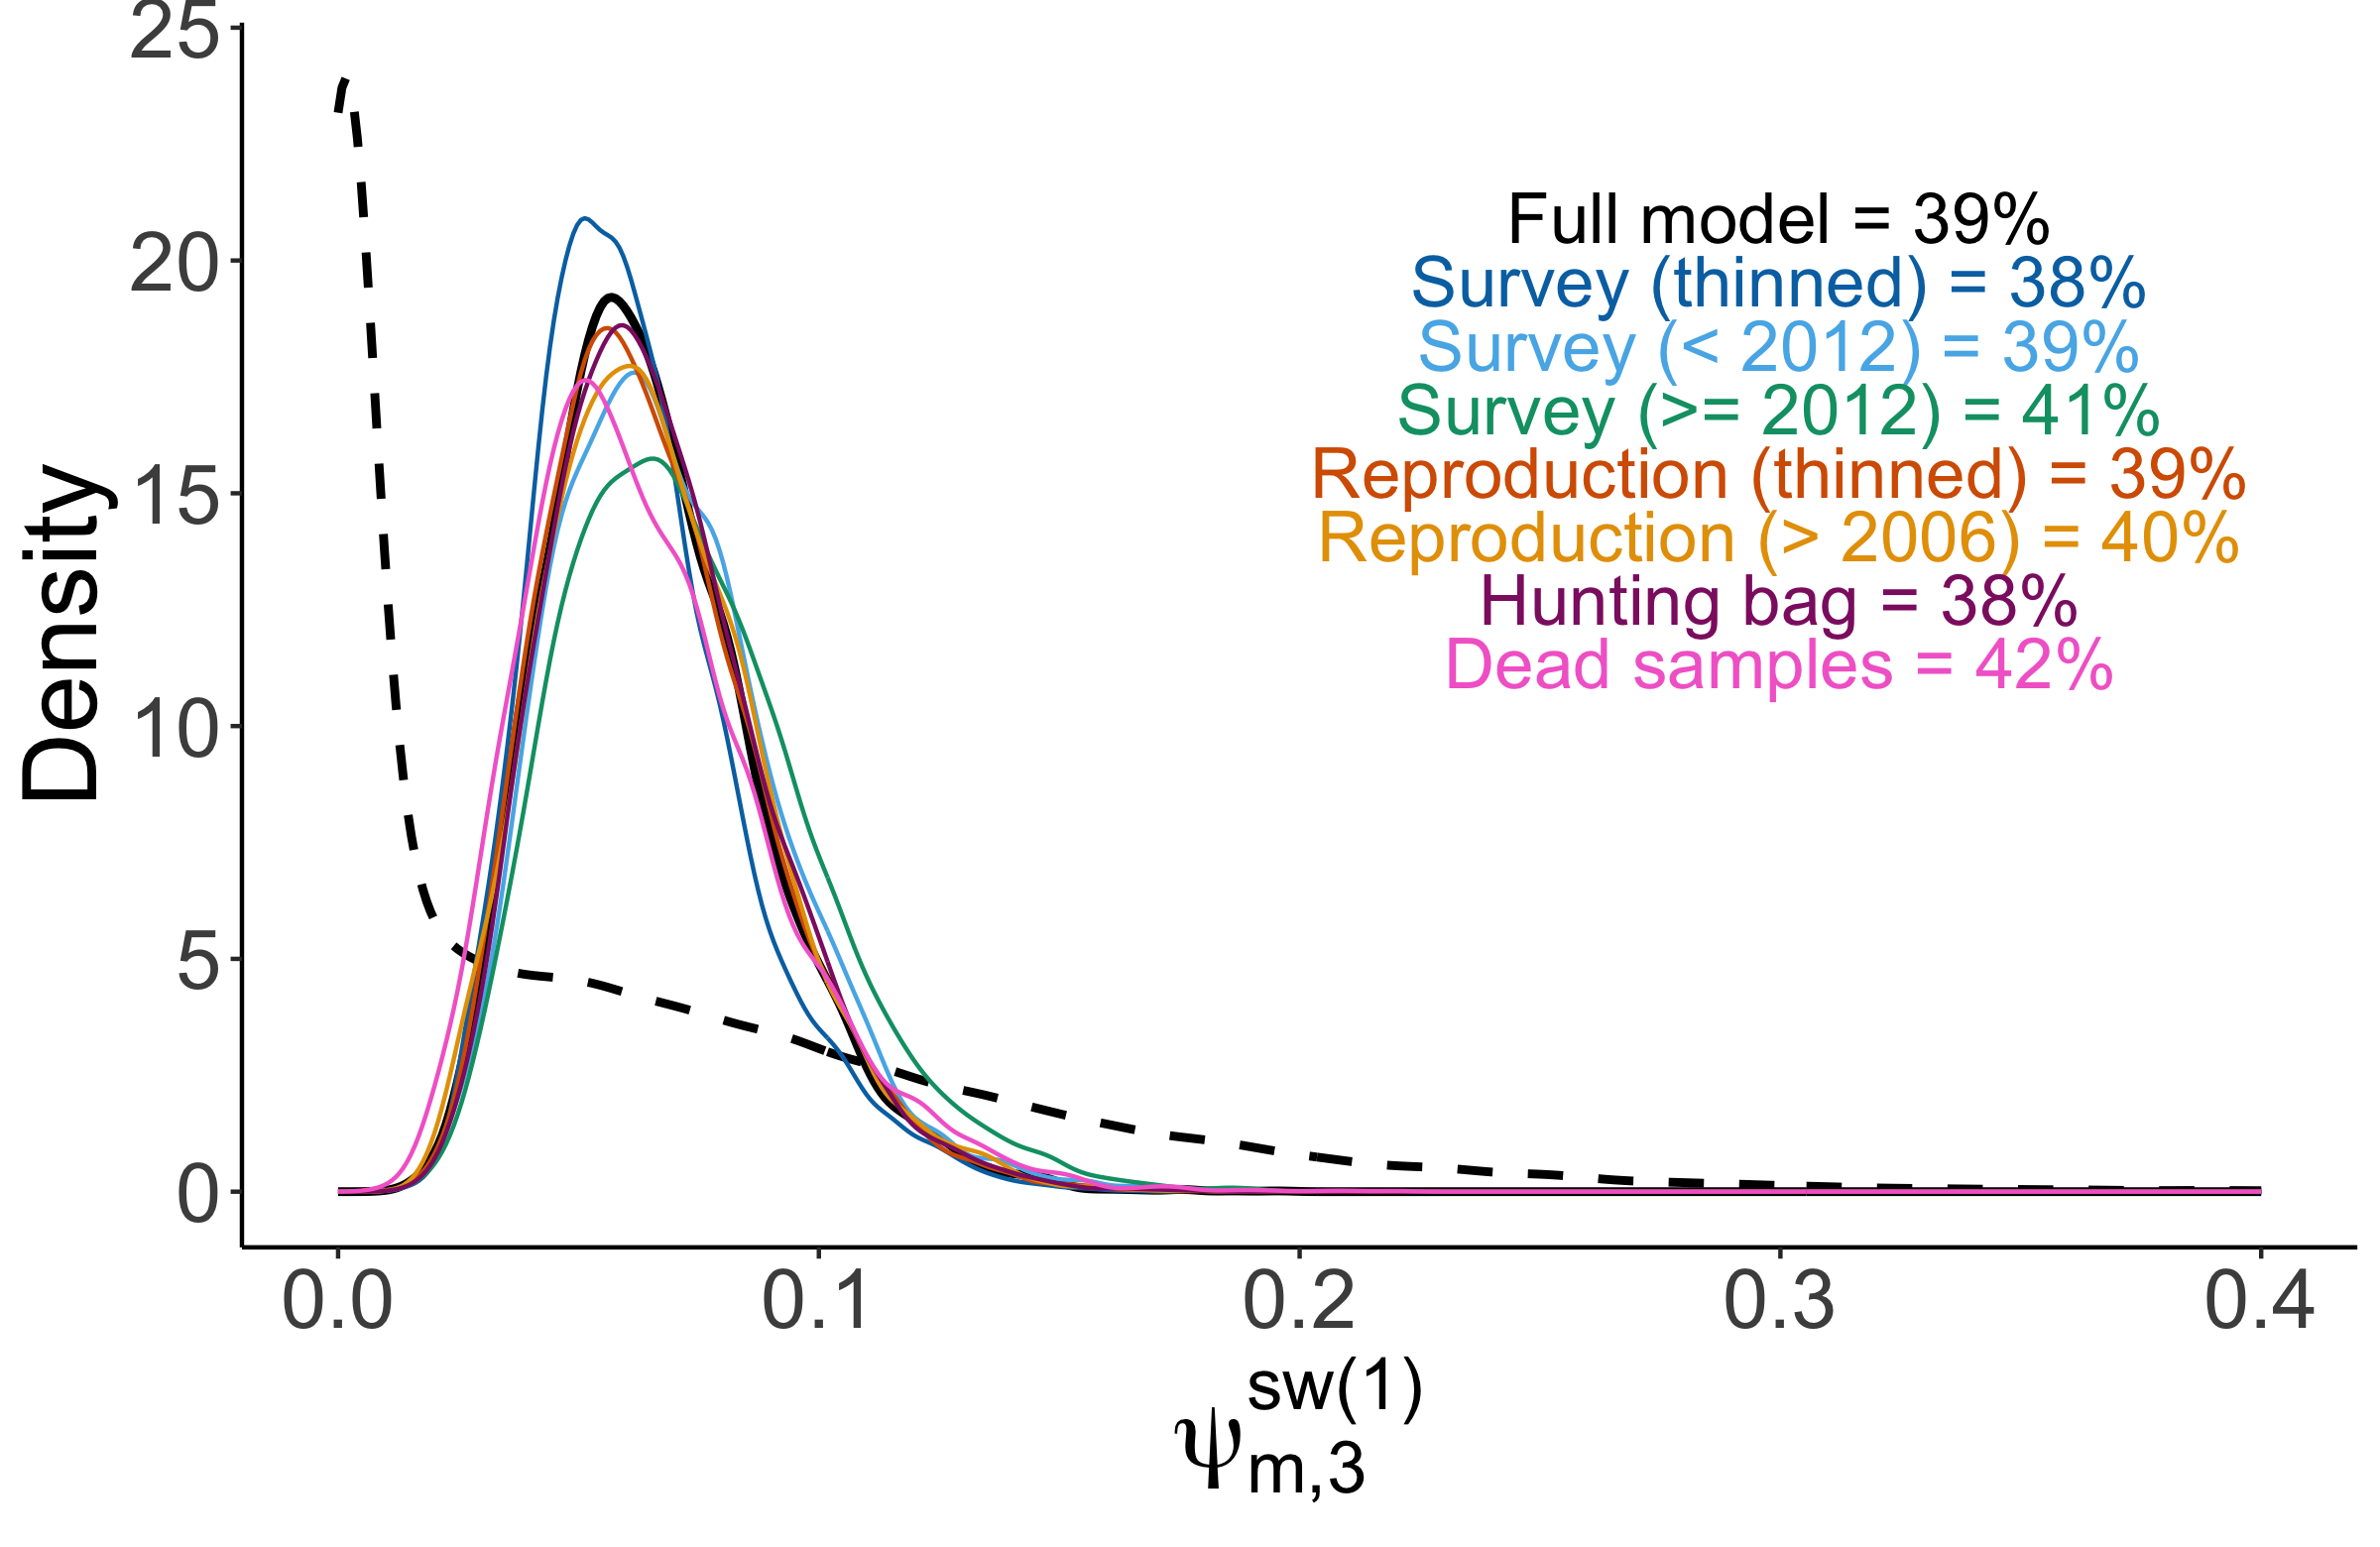 25
20
15
10
5
0
Density
Full model = 39%
Survey (thinned) = 38%
Survey (< 2012) = 39%
Survey (>= 2012) = 41%
Reproduction (thinned) = 39%
Reproduction (> 2006) = 40%
Hunting bag = 38%
Dead samples = 42%
0.0 0.1 0.2 0.3 0.4
ψ sw(1) m,3